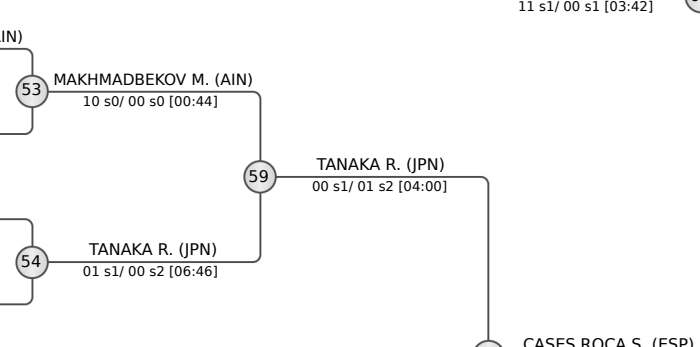 11 s1/ 00 s1 [03:42]
IN)
53
MAKHMADBEKOV M. (AIN)
10 s0/ 00 s0 [00:44]
TANAKA R. (JPN)
59
00 s1/ 01 s2 [04:00]
TANAKA R. (JPN)
54
01 s1/ 00 s2 [06:46]
CASES ROCA S. (ESP)